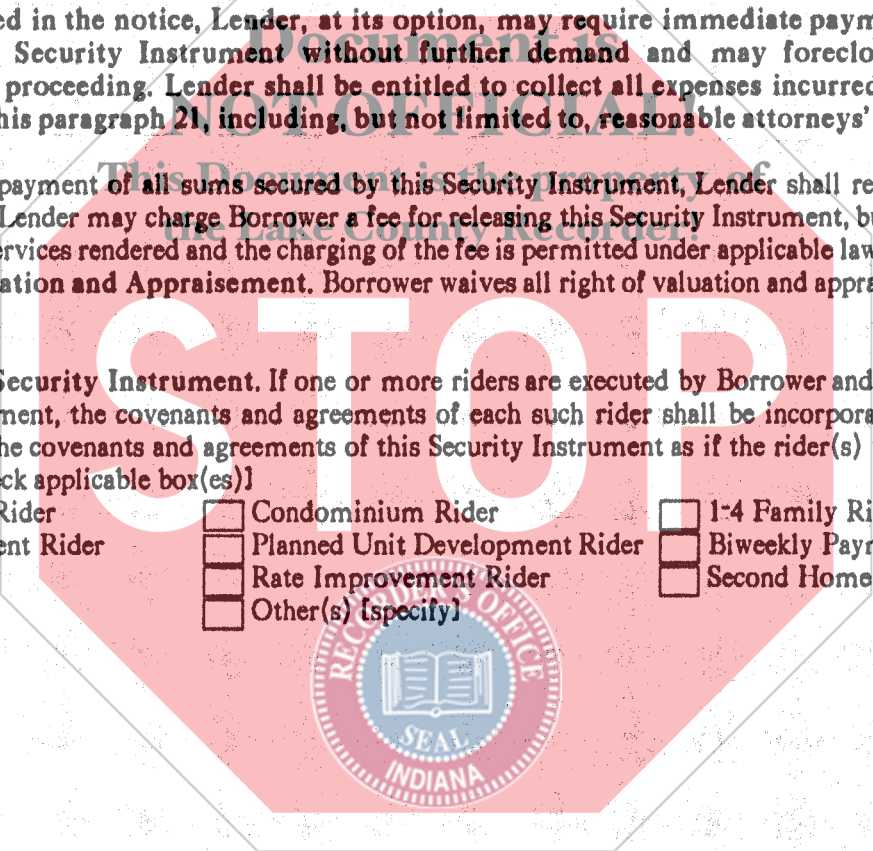 ed in the notice, Lender, at its option, may require immediate paym
Security Instrument without further demand and may foreclo
proceeding. Lender shall be entitled to collect all expenses incurred
his paragraph 21, including, but not limited to, reasonable attorneys'
payment of all sums secured by this Security Instrument, Lender shall re
Lender may charge Borrower a fee for releasing this Security Instrument, bu
ervices rendered and the charging of the fee is permitted under applicable law
ation and Appraisement. Borrower waives all right of valuation and appra
Security Instrument. If one or more riders are executed by Borrower and
ment, the covenants and agreements of each such rider shall be incorpora
he covenants and agreements of this Security Instrument as if the rider(s)
ck applicable box(es)]
Rider Condominium Rider 1-4 Family Ri
ent Rider Planned Unit Development Rider Biweekly Payr
Rate Improvement Rider Second Home
Other(s) [specify]
Document is
NOT OFFICIAL!
This Document is the property of
the Lake County Recorder!
STOP
RECORDER'S OFFICE
SEAL
INDIANA